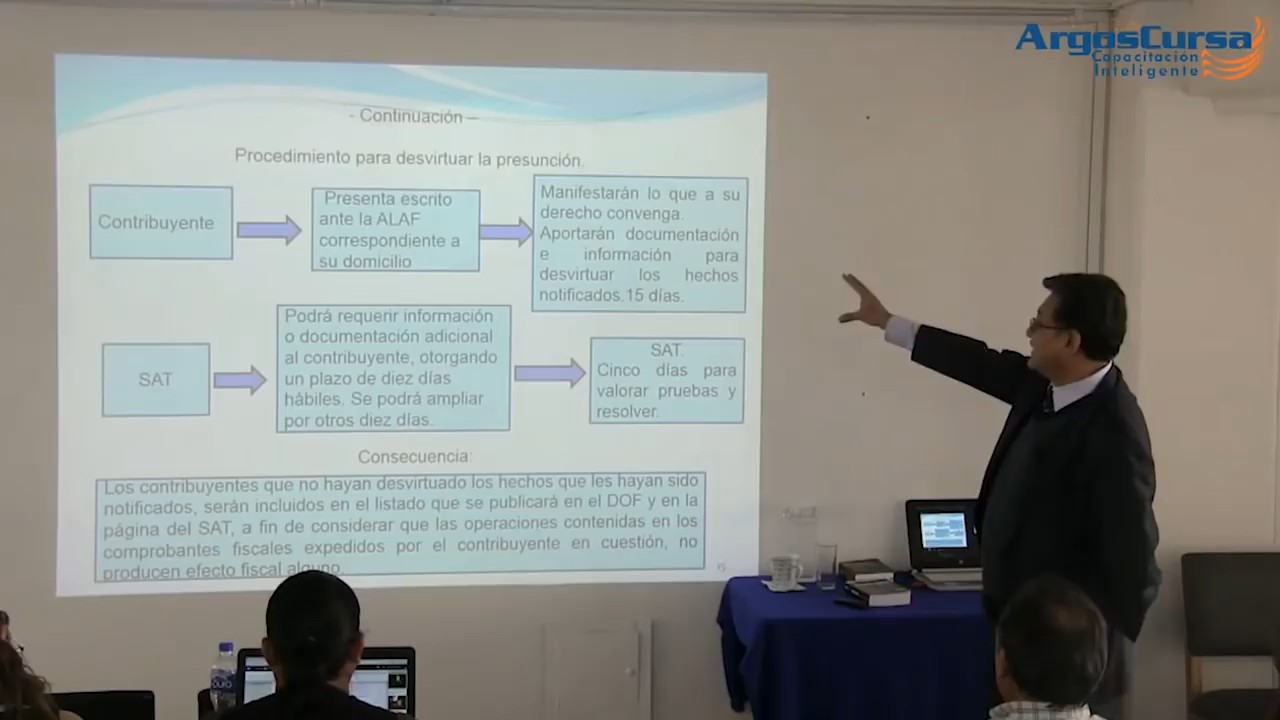 ArgosCursa
Capacitación
Inteligente
- Continuación –
Procedimiento para desvirtuar la presunción.
Contribuyente
Presenta escrito
ante la ALAF
correspondiente a
su domicilio
Manifestarán lo que a su
derecho convenga.
Aportarán documentación
e información para
desvirtuar los hechos
notificados.15 días.
SAT
Podrá requerir información
o documentación adicional
al contribuyente, otorgando
un plazo de diez días
hábiles. Se podrá ampliar
por otros diez días.
SAT.
Cinco días para
valorar pruebas y
resolver.
Consecuencia:
Los contribuyentes que no hayan desvirtuado los hechos que les hayan sido
notificados, serán incluidos en el listado que se publicará en el DOF y en la
página del SAT, a fin de considerar que las operaciones contenidas en los
comprobantes fiscales expedidos por el contribuyente en cuestión, no
producen efecto fiscal alguno.
15